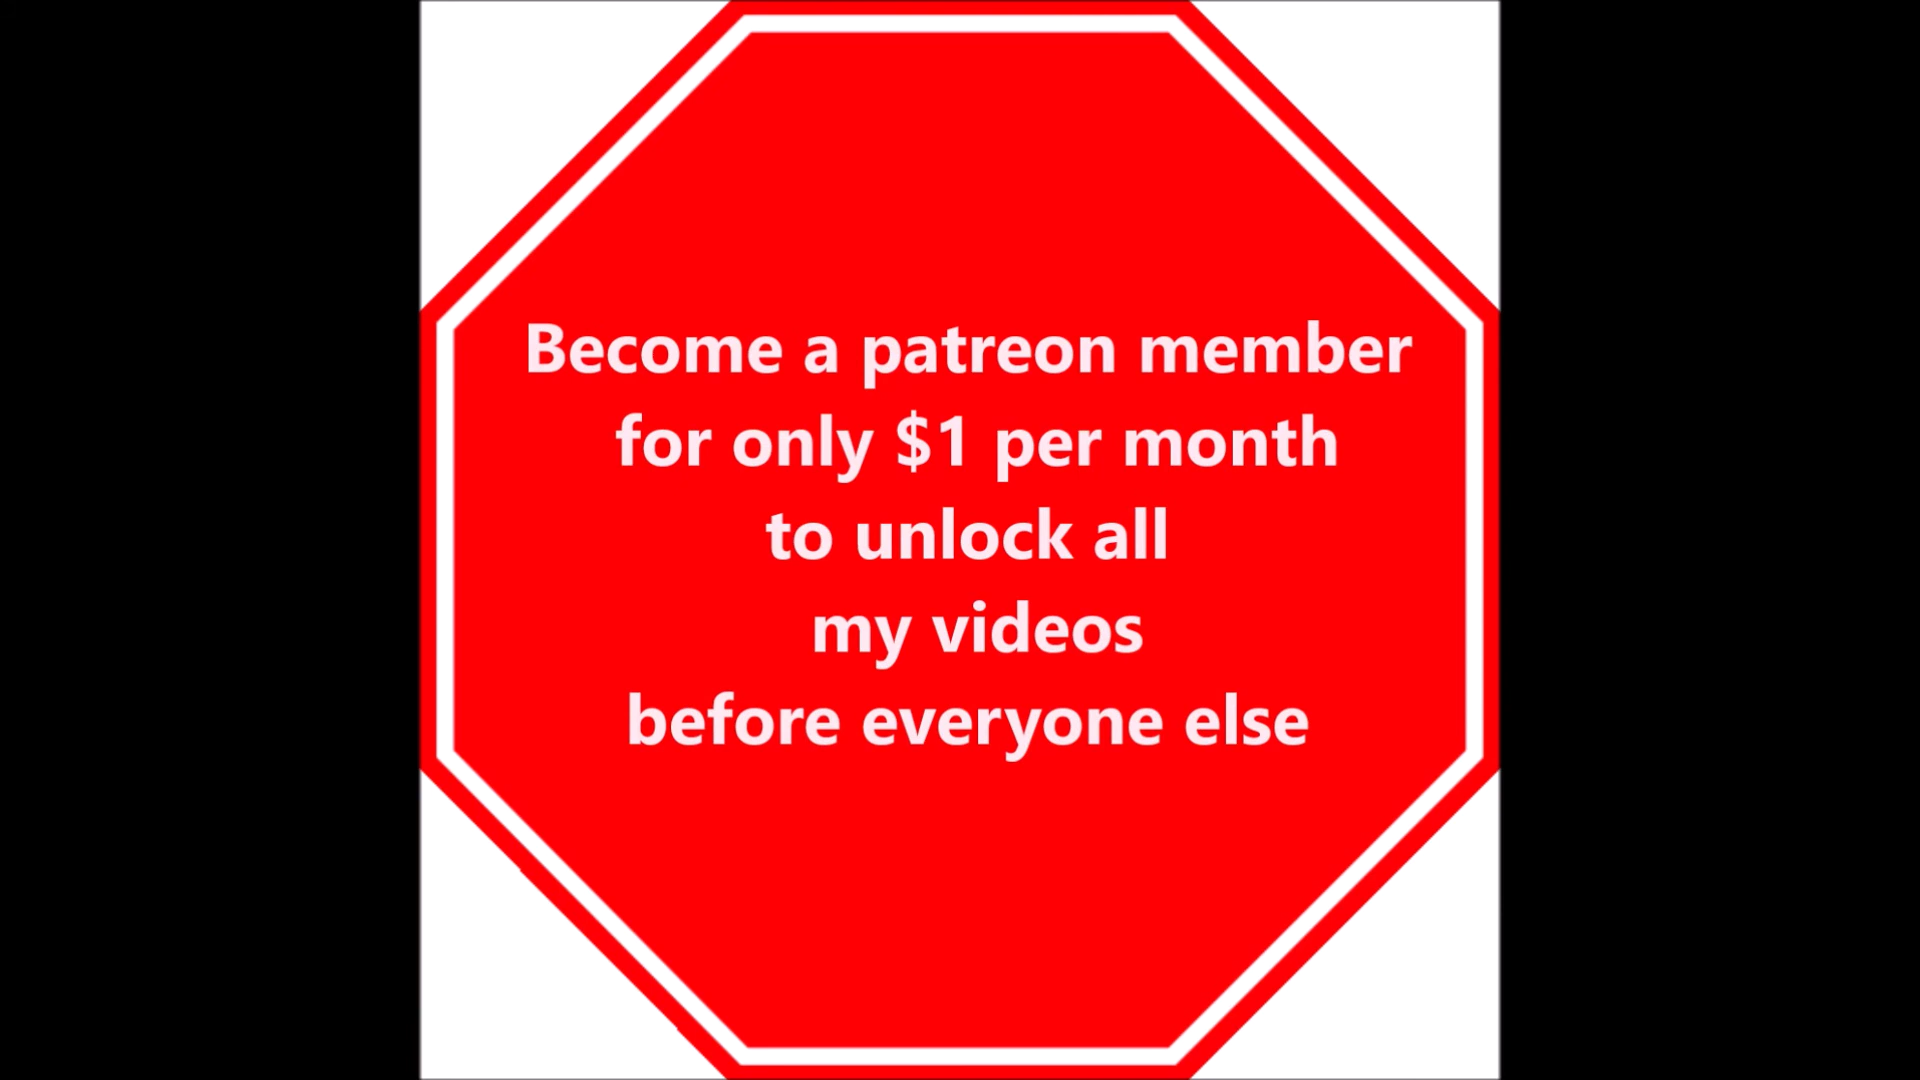 Become a patreon member
for only $1 per month
to unlock all
my videos
before everyone else